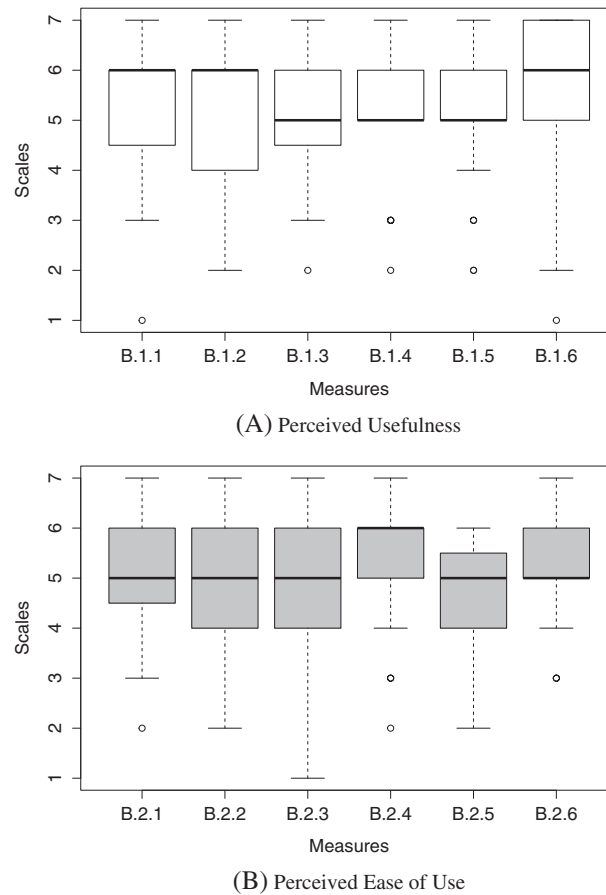 7
6
5
4
3
2
1
Scales
B.1.1 B.1.2 B.1.3 B.1.4 B.1.5 B.1.6
Measures
(A) Perceived Usefulness
7
6
5
4
3
2
1
Scales
B.2.1 B.2.2 B.2.3 B.2.4 B.2.5 B.2.6
Measures
(B) Perceived Ease of Use